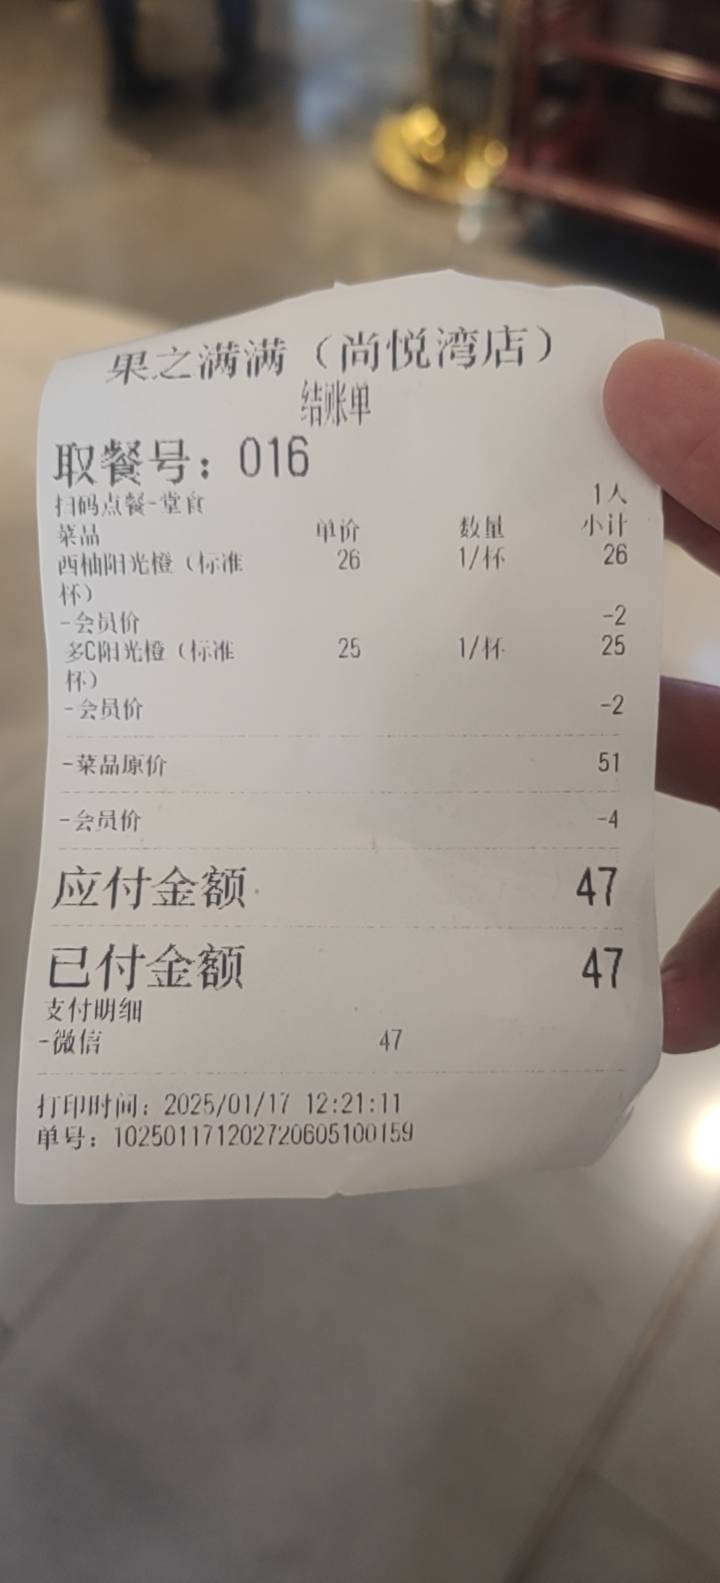 果之满满（尚悦湾店）
结账单
取餐号：016
扫码点餐-堂食 1人
菜品 单价 数量 小计
西柚阳光橙（标准 26 1/杯 26
杯）
-会员价 -2
多C阳光橙（标准 25 1/杯 25
杯）
-会员价 -2
-菜品原价 51
-会员价 -4
应付金额 47
已付金额 47
支付明细
-微信 47
打印时间：2025/01/17 12:21:11
单号：102501171202720605100159